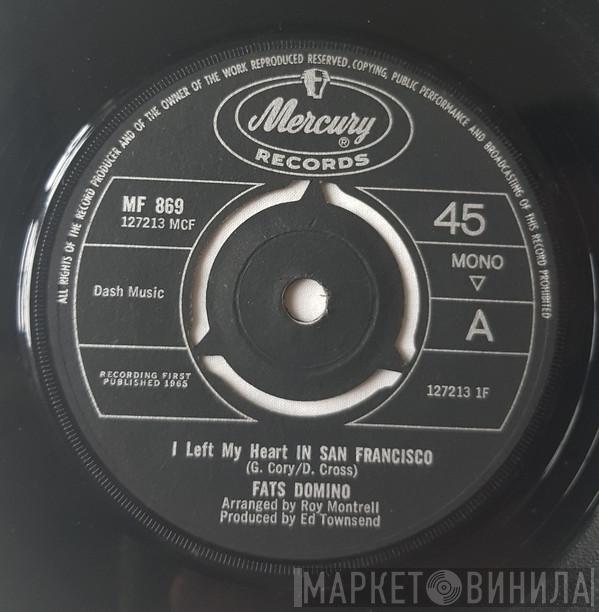 ALL RIGHTS OF THE RECORD PRODUCER AND OF THE OWNER OF THE WORK REPRODUCED RESERVED. COPYING, PUBLIC PERFORMANCE AND BROADCASTING OF THIS RECORD PROHIBITED
Mercury
®
RECORDS
MF 869
127213 MCF
45
MONO
Dash Music
A
RECORDING FIRST
PUBLISHED 1965
127213 1F
I Left My Heart IN SAN FRANCISCO
(G. Cory/D. Cross)
FATS DOMINO
Arranged by Roy Montrell
Produced by Ed Townsend
МАРКЕТ ВИНИЛА